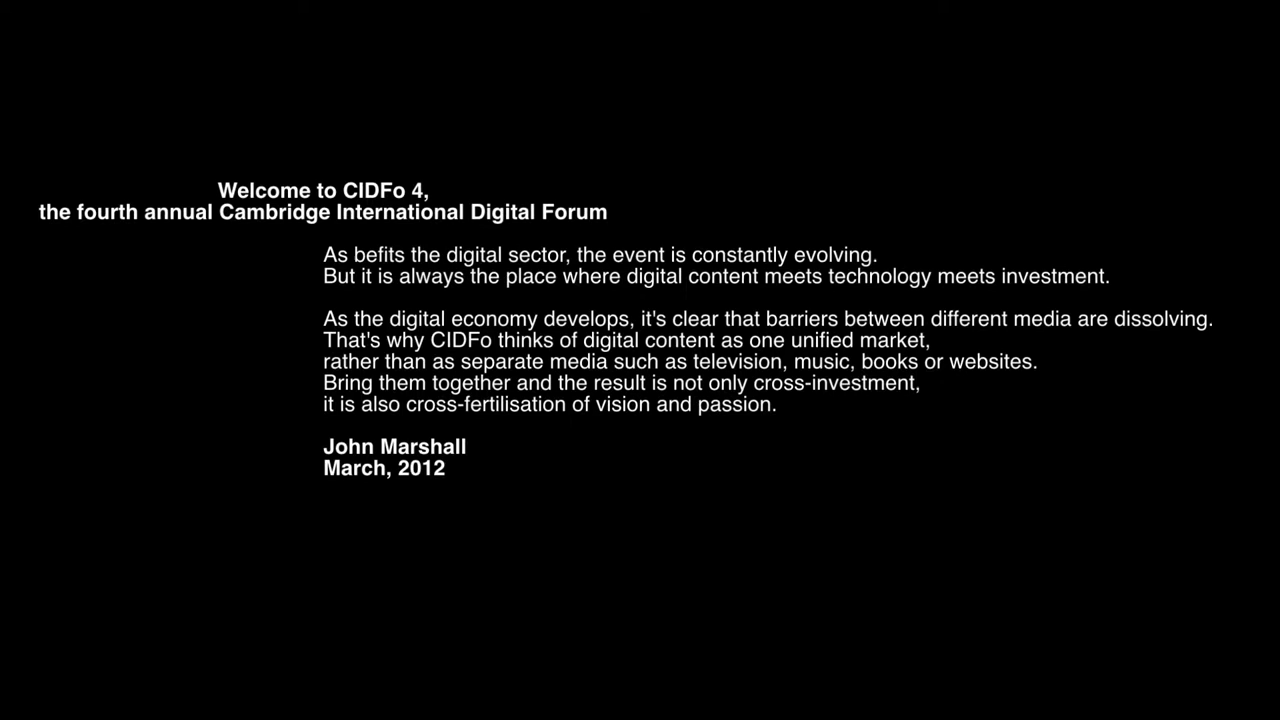 Welcome to CIDFo 4,
the fourth annual Cambridge International Digital Forum
As befits the digital sector, the event is constantly evolving.
But it is always the place where digital content meets technology meets investment.
As the digital economy develops, it's clear that barriers between different media are dissolving.
That's why CIDFo thinks of digital content as one unified market,
rather than as separate media such as television, music, books or websites.
Bring them together and the result is not only cross-investment,
it is also cross-fertilisation of vision and passion.
John Marshall
March, 2012